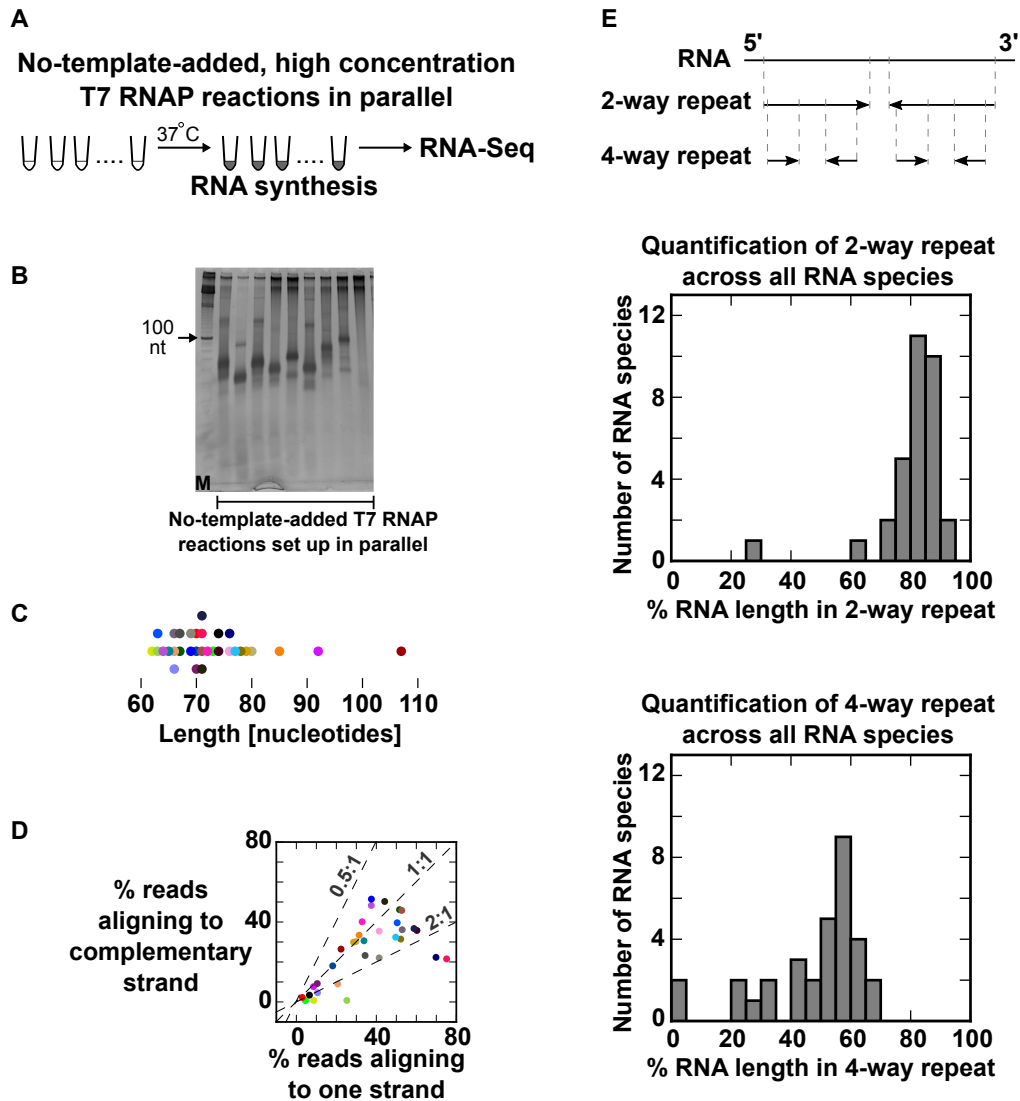 A
No-template-added, high concentration
T7 RNAP reactions in parallel
37°C
.... ....
RNA-Seq
RNA synthesis
B
100
nt
M
No-template-added T7 RNAP
reactions set up in parallel
C
60 70 80 90 100 110
Length [nucleotides]
D
% reads
aligning to
complementary
strand
80
40
0
0.5:1
1:1
2:1
0 40 80
% reads aligning
to one strand
E
5' 3'
RNA
2-way repeat
4-way repeat
Quantification of 2-way repeat
across all RNA species
Number of RNA species
12
8
4
0
0 20 40 60 80 100
% RNA length in 2-way repeat
Quantification of 4-way repeat
across all RNA species
Number of RNA species
12
8
4
0
0 20 40 60 80 100
% RNA length in 4-way repeat